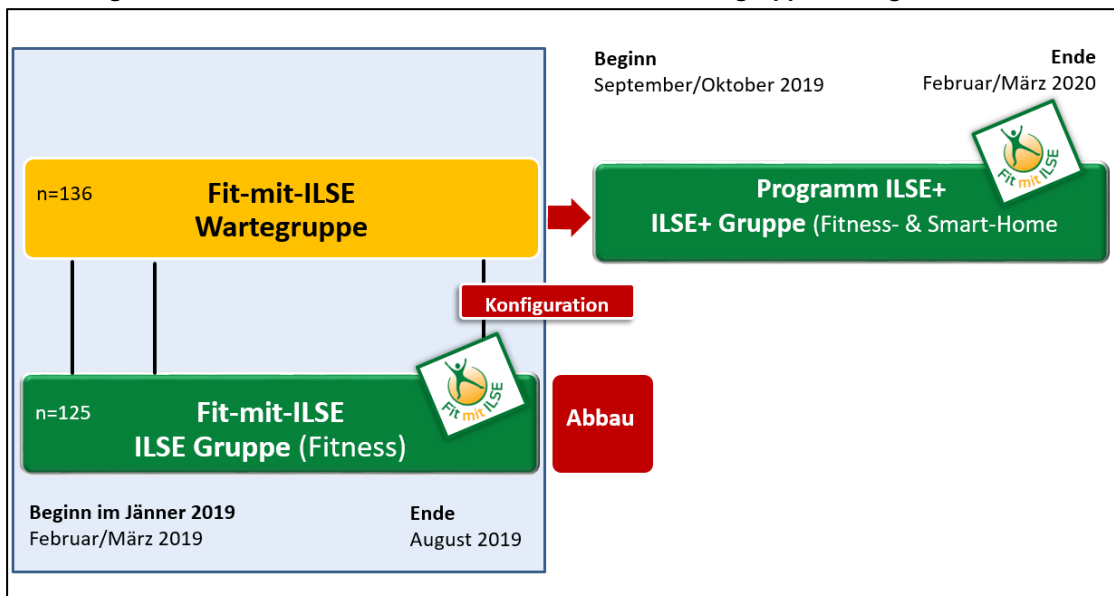 Beginn
September/Oktober 2019
Ende
Februar/März 2020
n=136
Fit-mit-ILSE
Wartegruppe
Fit mit ILSE
Programm ILSE+
ILSE+ Gruppe (Fitness- & Smart-Home
Konfiguration
n=125
Fit-mit-ILSE
ILSE Gruppe (Fitness)
Fit mit ILSE
Abbau
Beginn im Jänner 2019
Februar/März 2019
Ende
August 2019